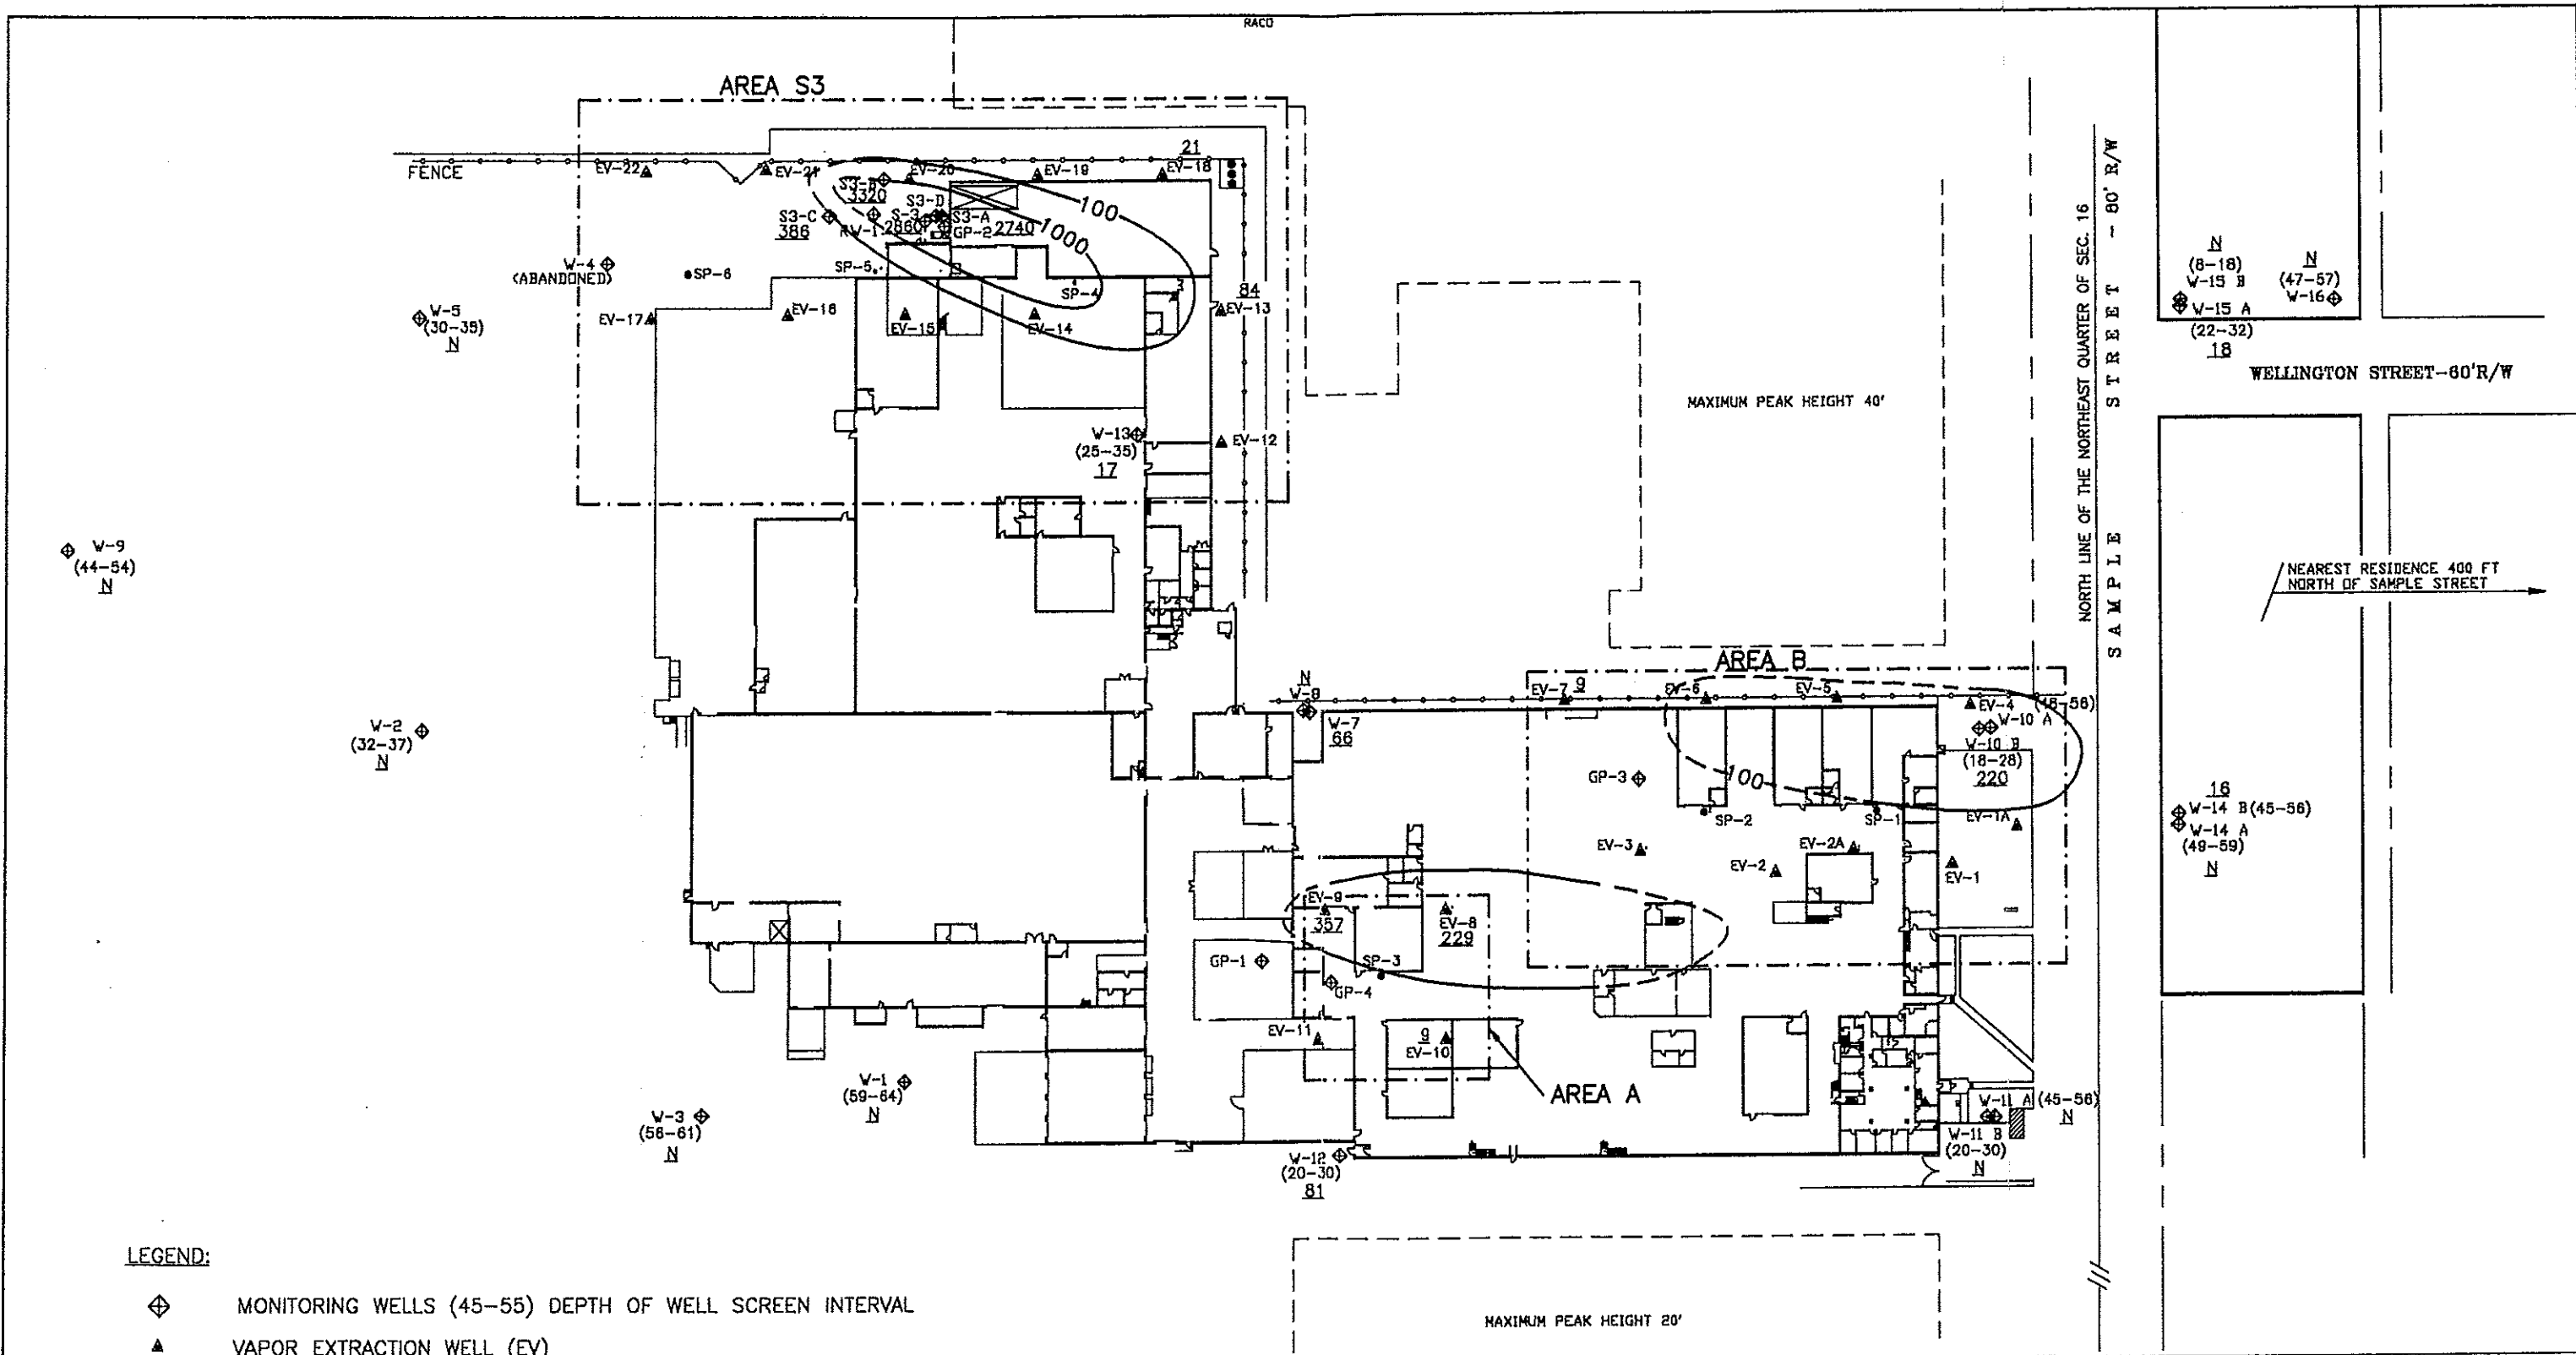 RACO
AREA S3
21
FENCE
EV-22
EV-21
EV-20
EV-19
EV-18
S3-B
3320
S3-D
S3-C
386
RW-1
S-3
2860
S3-A
GP-2
2740
100
1000
W-4
(ABANDONED)
SP-6
SP-5
SP-4
84
EV-13
W-5
(30-35)
N
EV-17
EV-16
EV-15
EV-14
W-13
(25-35)
17
EV-12
W-9
(44-54)
N
W-2
(32-37)
N
MAXIMUM PEAK HEIGHT 40'
NORTH LINE OF THE NORTHEAST QUARTER OF SEC. 16
SAMPLE STREET - 80' R/W
N
(8-18)
W-15 B
W-15 A
(22-32)
18
N
(47-57)
W-16
WELLINGTON STREET-60'R/W
NEAREST RESIDENCE 400 FT
NORTH OF SAMPLE STREET
AREA B
N
W-8
W-7
66
EV-7
9
EV-6
EV-5
EV-4
(46-56)
W-10 A
W-10 B
(18-28)
220
GP-3
100
SP-2
SP-1
EV-1A
EV-3
EV-2A
EV-2
EV-1
16
W-14 B(45-56)
W-14 A
(49-59)
N
EV-9
357
EV-8
229
GP-1
SP-3
GP-4
EV-11
9
EV-10
AREA A
W-1
(59-64)
N
W-3
(56-61)
N
W-12
(20-30)
81
W-11 A (45-56)
N
W-11 B
(20-30)
N
MAXIMUM PEAK HEIGHT 20'
LEGEND:
MONITORING WELLS (45-55) DEPTH OF WELL SCREEN INTERVAL
VAPOR EXTRACTION WELL (EV)